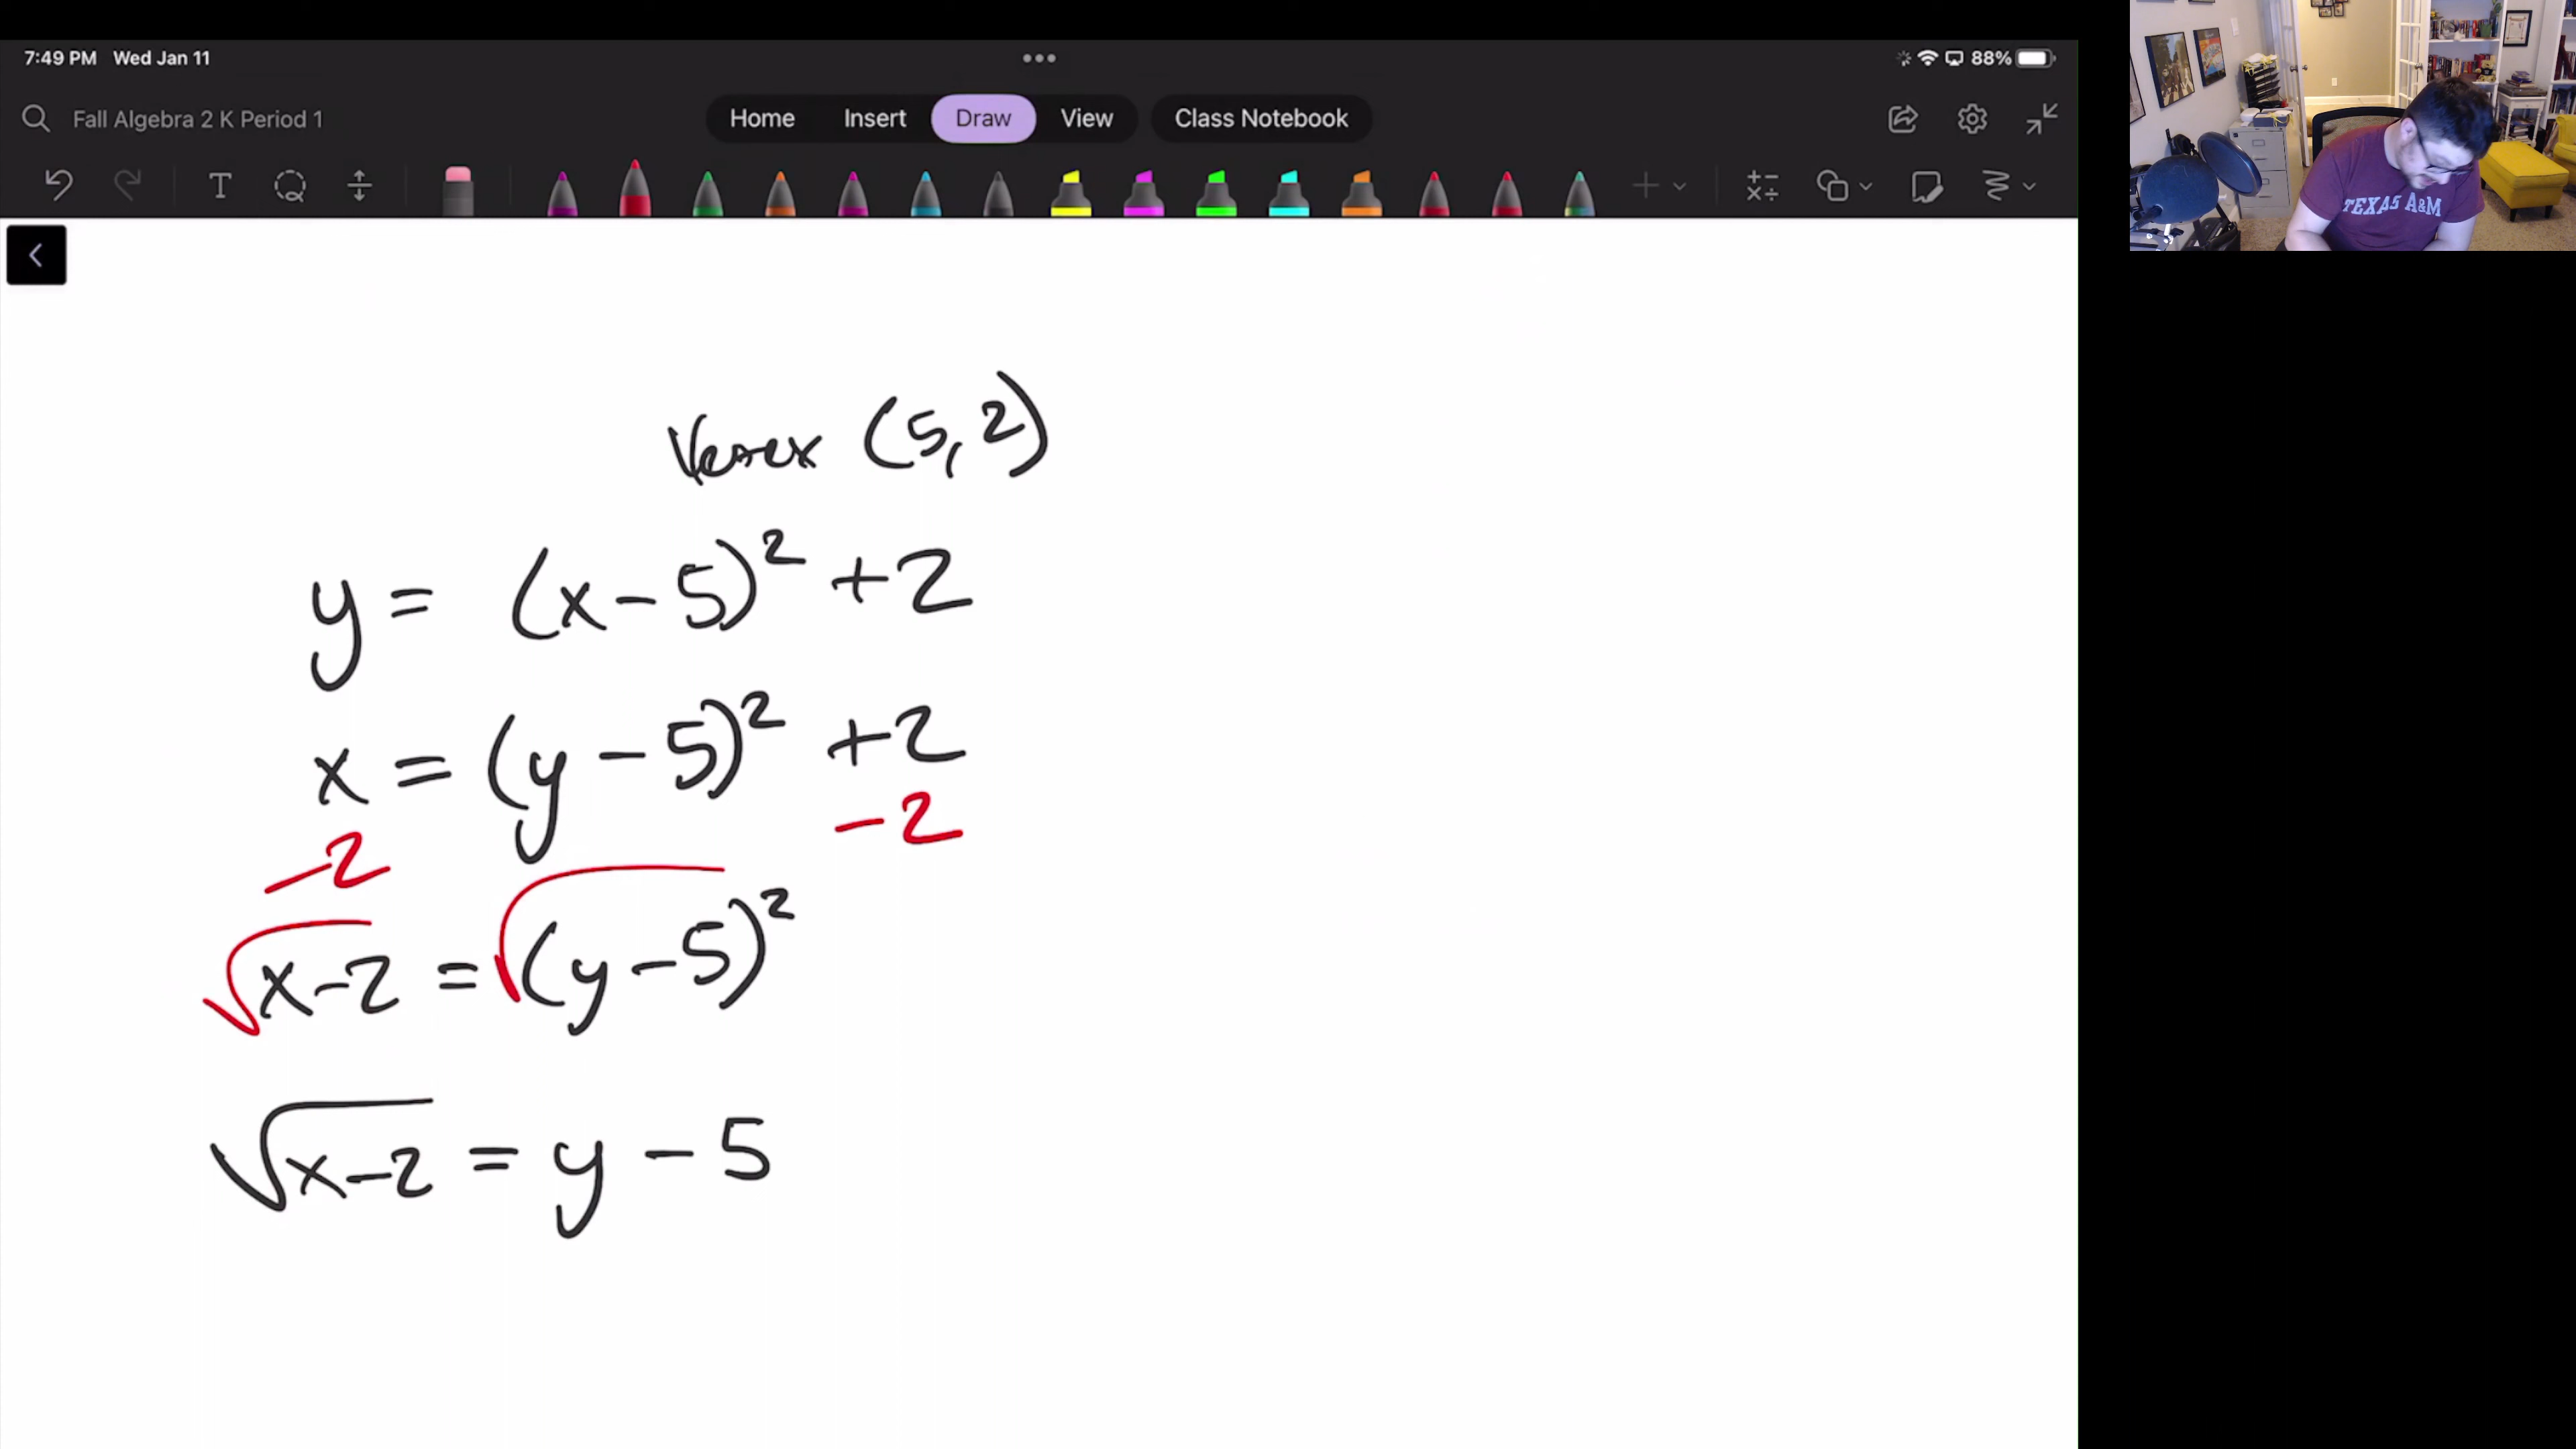 7:49 PM Wed Jan 11
88%
Fall Algebra 2 K Period 1
Home Insert Draw View Class Notebook
T
TEXAS A&M
Vertex (5, 2)
y = (x - 5)² + 2
x = (y - 5)² + 2
-2 -2
√x-2 = √(y - 5)²
√x-2 = y - 5